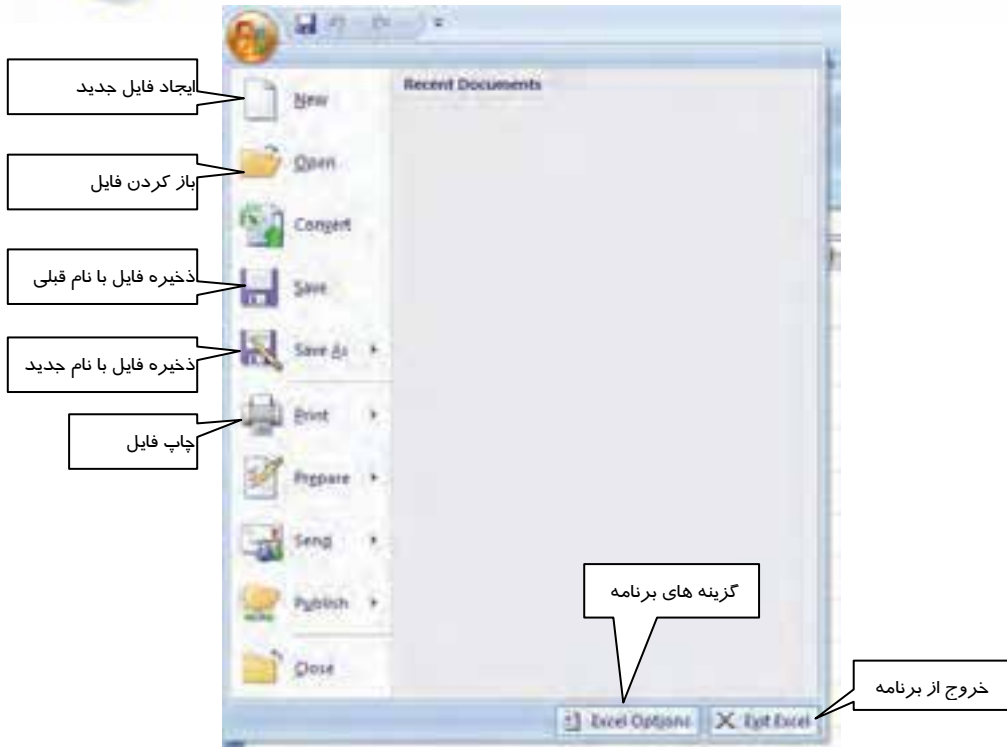 Recent Documents
ایجاد فایل جدید
New
باز کردن فایل
Open
Convert
ذخیره فایل با نام قبلی
Save
ذخیره فایل با نام جدید
Save As
چاپ فایل
Print
Prepare
Send
Publish
گزینه های برنامه
Close
خروج از برنامه
Excel Options
Exit Excel